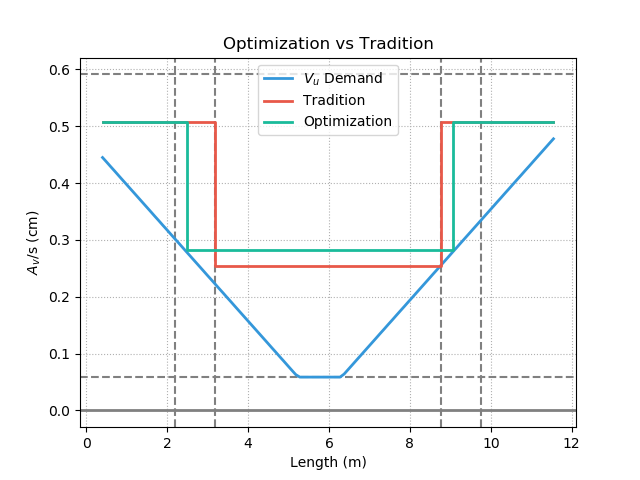 Optimization vs Tradition
V_u Demand
Tradition
Optimization
A_v/s (cm)
0.6
0.5
0.4
0.3
0.2
0.1
0.0
0 2 4 6 8 10 12
Length (m)